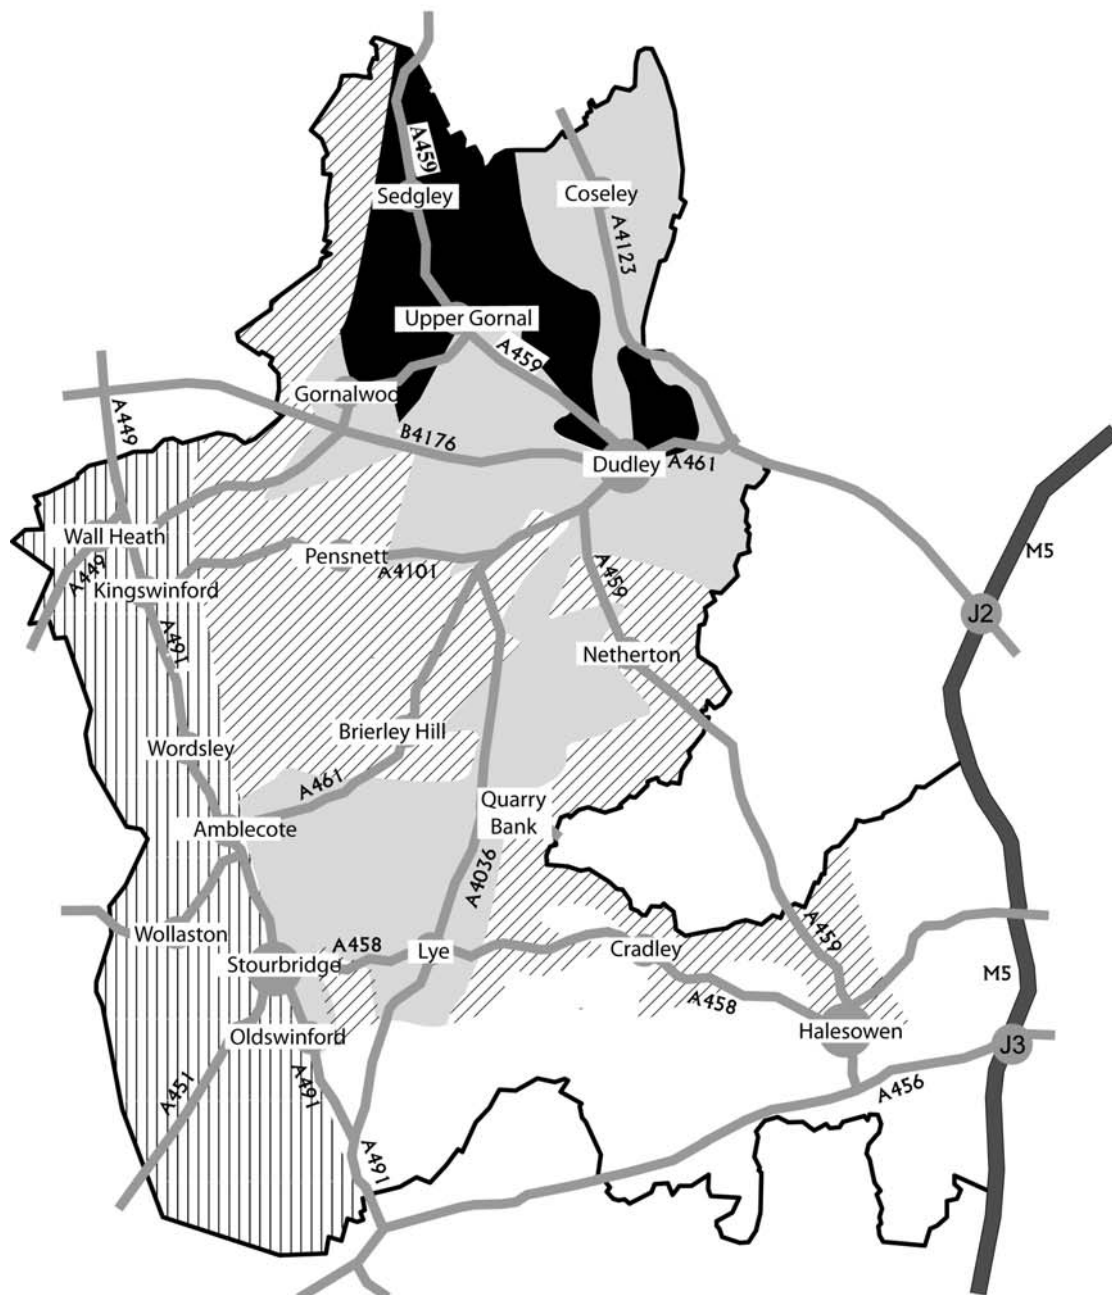 A459
Sedgley
Coseley
A4123
Upper Gornal
A459
Gornalwood
A449
B4176
Dudley
A461
Wall Heath
M5
Pensnett
A4101
A449
Kingswinford
A459
J2
A491
Netherton
Brierley Hill
Wordsley
A461
Quarry
Bank
Amblecote
A4036
A459
Wollaston
A458
Lye
Cradley
Stourbridge
M5
A458
Halesowen
Oldswinford
J3
A451
A491
A456
A491